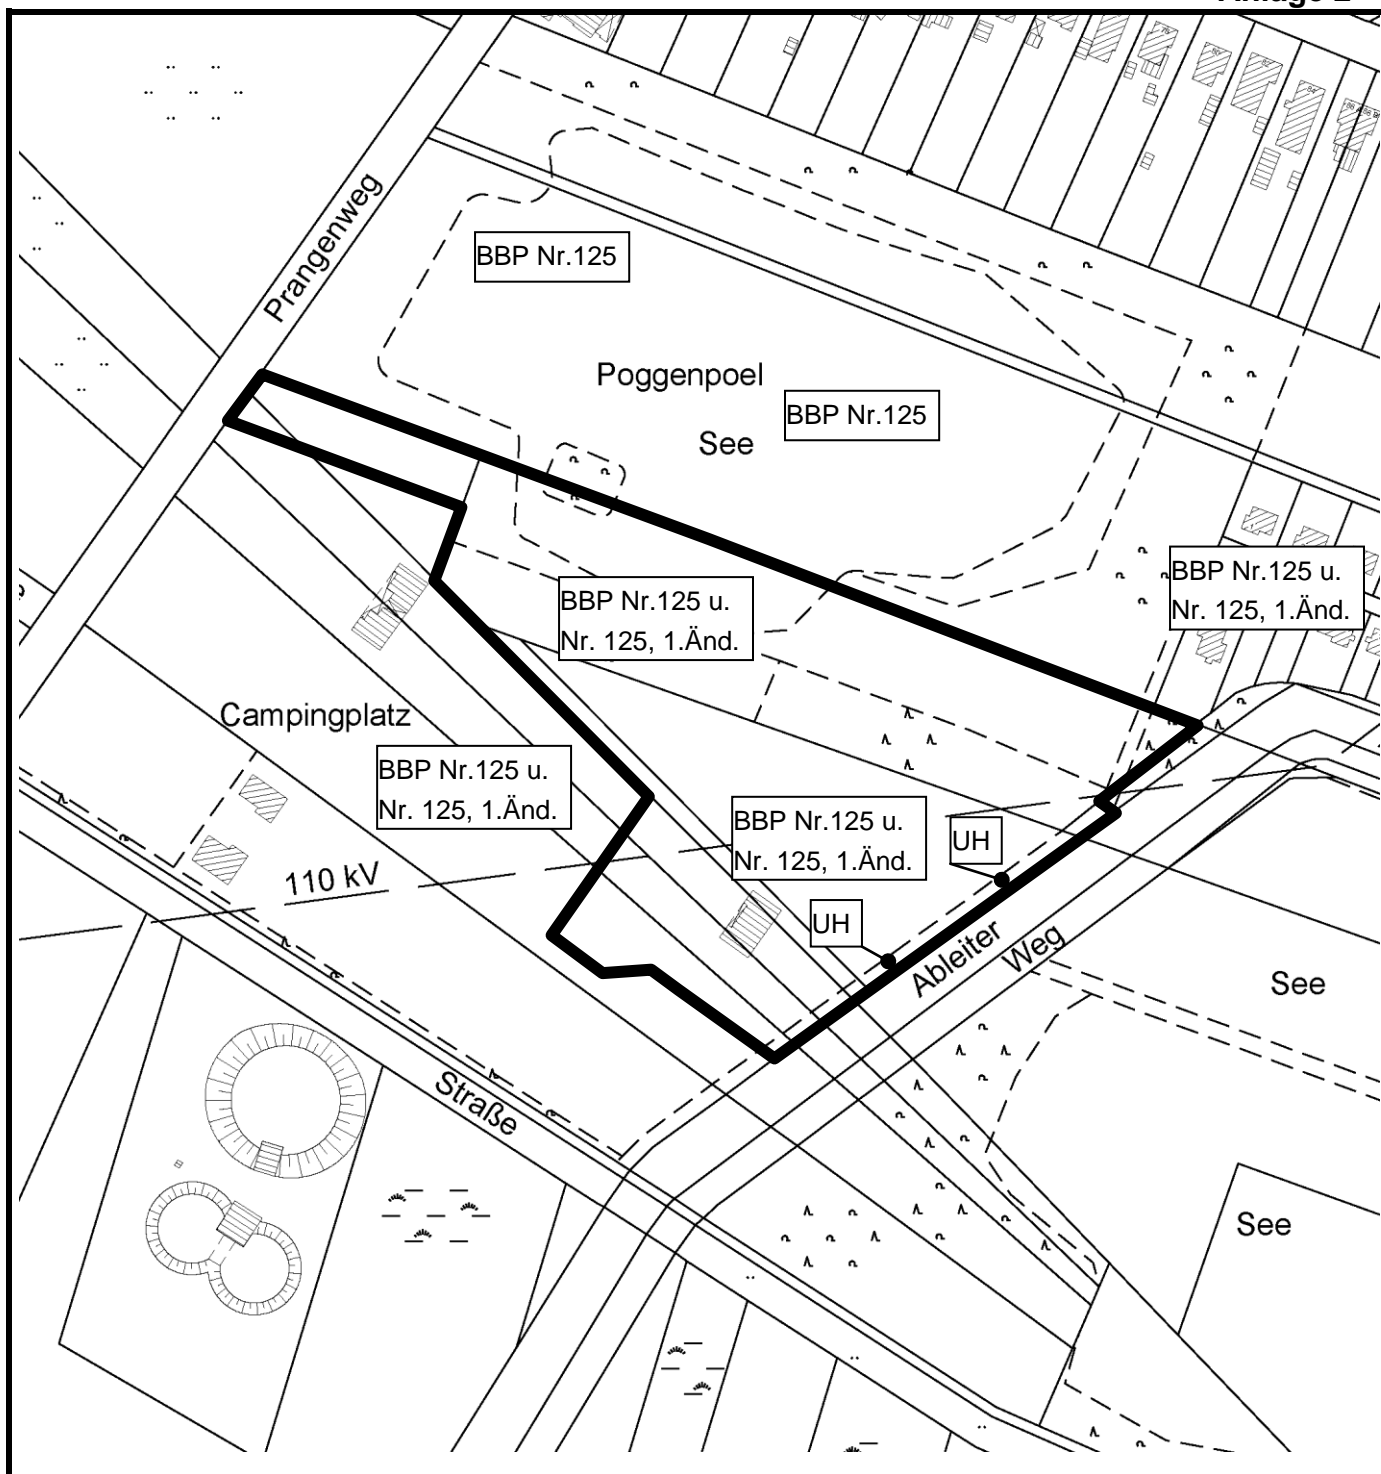 Anlage 2
Prangenweg
BBP Nr.125
Poggenpoel
See
BBP Nr.125
BBP Nr.125 u.
Nr. 125, 1.Änd.
BBP Nr.125 u.
Nr. 125, 1.Änd.
Campingplatz
BBP Nr.125 u.
Nr. 125, 1.Änd.
BBP Nr.125 u.
Nr. 125, 1.Änd.
UH
110 kV
UH
Ableiter
Weg
See
Straße
See